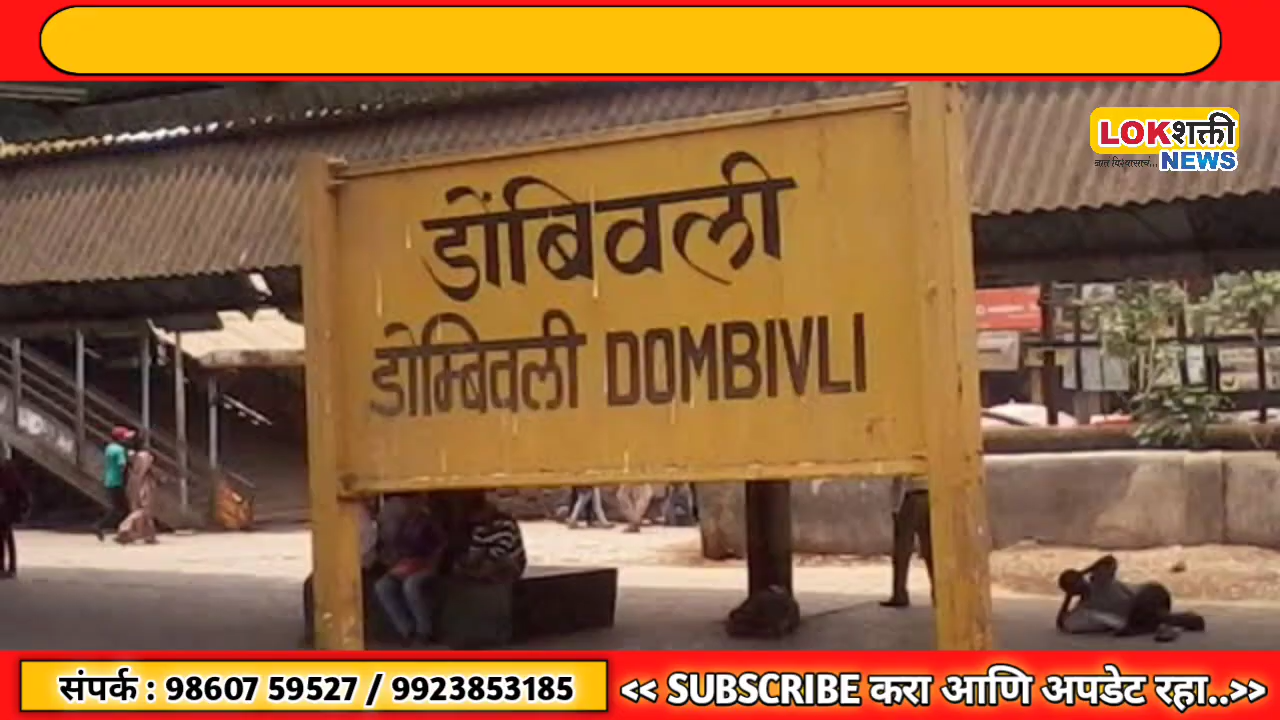 LOKशक्ती
NEWS
डोंबिवली
डोम्बिवली DOMBIVLI
संपर्क : 98607 59527 / 9923853185
<< SUBSCRIBE करा आणि अपडेट रहा..>>